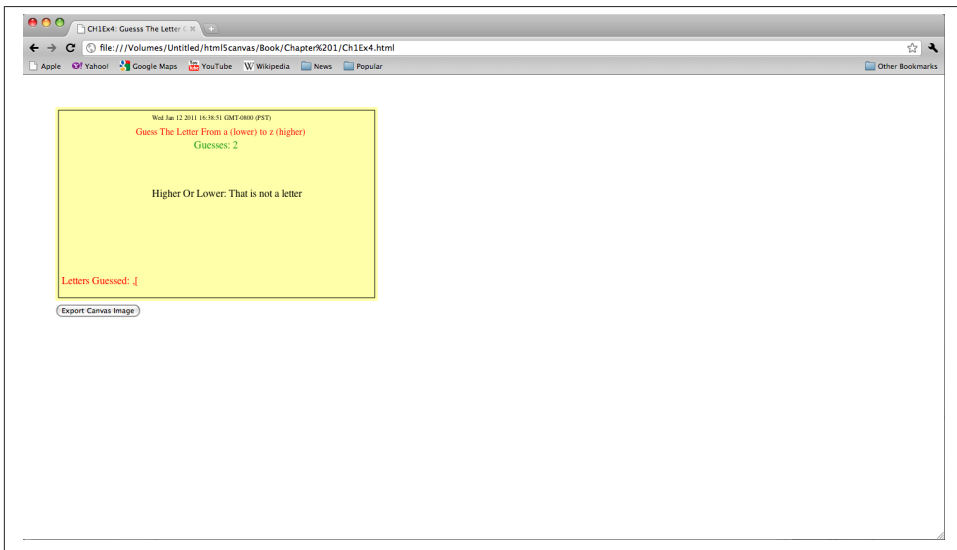 CH1Ex4: Guesss The Letter
file:///Volumes/Untitled/html5canvas/Book/Chapter%201/Ch1Ex4.html
Apple Yahoo! Google Maps YouTube Wikipedia News Popular Other Bookmarks
Wed Jan 12 2011 16:38:51 GMT-0800 (PST)
Guess The Letter From a (lower) to z (higher)
Guesses: 2
Higher Or Lower: That is not a letter
Letters Guessed: ,[
Export Canvas Image